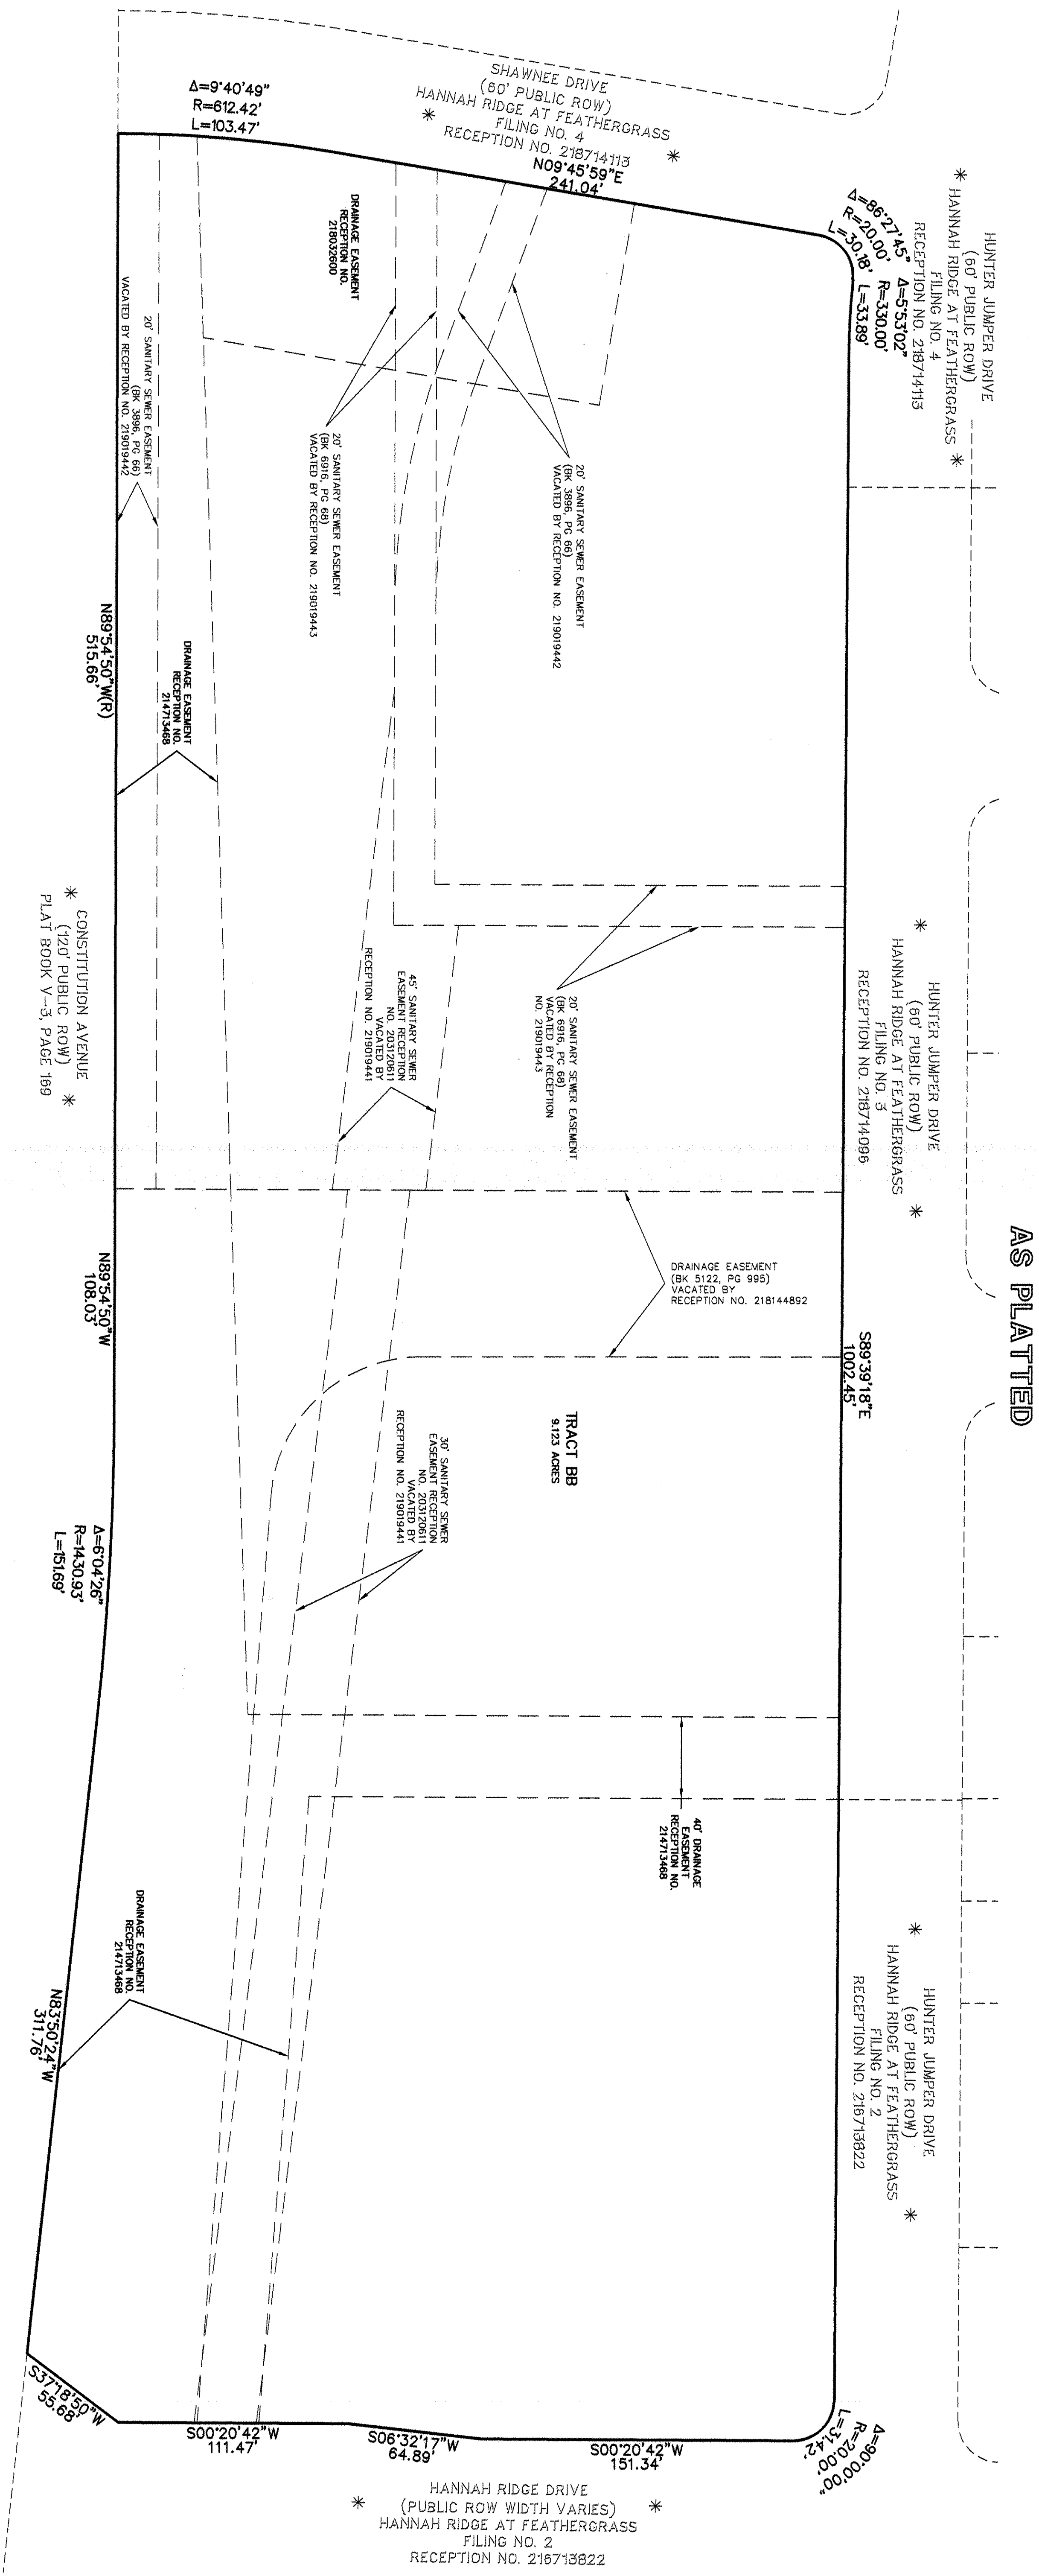 AS PLATTED
HUNTER JUMPER DRIVE
(60' PUBLIC ROW)
* HANNAH RIDGE AT FEATHERGRASS *
FILING NO. 4
RECEPTION NO. 218714113
HUNTER JUMPER DRIVE
(60' PUBLIC ROW)
* HANNAH RIDGE AT FEATHERGRASS *
FILING NO. 3
RECEPTION NO. 218714096
HUNTER JUMPER DRIVE
(60' PUBLIC ROW)
* HANNAH RIDGE AT FEATHERGRASS *
FILING NO. 2
RECEPTION NO. 216713822
Δ=86°27'45"
R=20.00'
L=30.18'
Δ=5°53'02"
R=330.00'
L=33.89'
S89°39'18"E
1002.45'
Δ=90°00'00"
R=20.00'
L=31.42'
SHAWNEE DRIVE
(60' PUBLIC ROW)
* HANNAH RIDGE AT FEATHERGRASS *
FILING NO. 4
RECEPTION NO. 218714113
N09°45'59"E
241.04'
Δ=9°40'49"
R=612.42'
L=103.47'
20' SANITARY SEWER EASEMENT
(BK 3896, PG 66)
VACATED BY RECEPTION NO. 219019442
20' SANITARY SEWER EASEMENT
(BK 6916, PG 68)
VACATED BY RECEPTION
NO. 219019443
DRAINAGE EASEMENT
(BK 5122, PG 995)
VACATED BY
RECEPTION NO. 218144892
TRACT BB
9.123 ACRES
40' DRAINAGE
EASEMENT
RECEPTION NO.
214713468
DRAINAGE EASEMENT
RECEPTION NO.
218032600
20' SANITARY SEWER EASEMENT
(BK 6916, PG 68)
VACATED BY RECEPTION NO. 219019443
45' SANITARY SEWER
EASEMENT RECEPTION
NO. 203120611
VACATED BY
RECEPTION NO. 219019441
30' SANITARY SEWER
EASEMENT RECEPTION
NO. 203120611
VACATED BY
RECEPTION NO. 219019441
20' SANITARY SEWER EASEMENT
(BK 3896, PG 66)
VACATED BY RECEPTION NO. 219019442
DRAINAGE EASEMENT
RECEPTION NO.
214713468
DRAINAGE EASEMENT
RECEPTION NO.
214713468
N89°54'50"W(R)
515.66'
N89°54'50"W
108.03'
Δ=6°04'26"
R=1430.93'
L=151.69'
N83°50'24"W
311.76'
* CONSTITUTION AVENUE *
(120' PUBLIC ROW)
PLAT BOOK V-3, PAGE 169
S37°18'50"W
55.68'
S00°20'42"W
111.47'
S06°32'17"W
64.89'
S00°20'42"W
151.34'
HANNAH RIDGE DRIVE
* (PUBLIC ROW WIDTH VARIES) *
HANNAH RIDGE AT FEATHERGRASS
FILING NO. 2
RECEPTION NO. 216713822